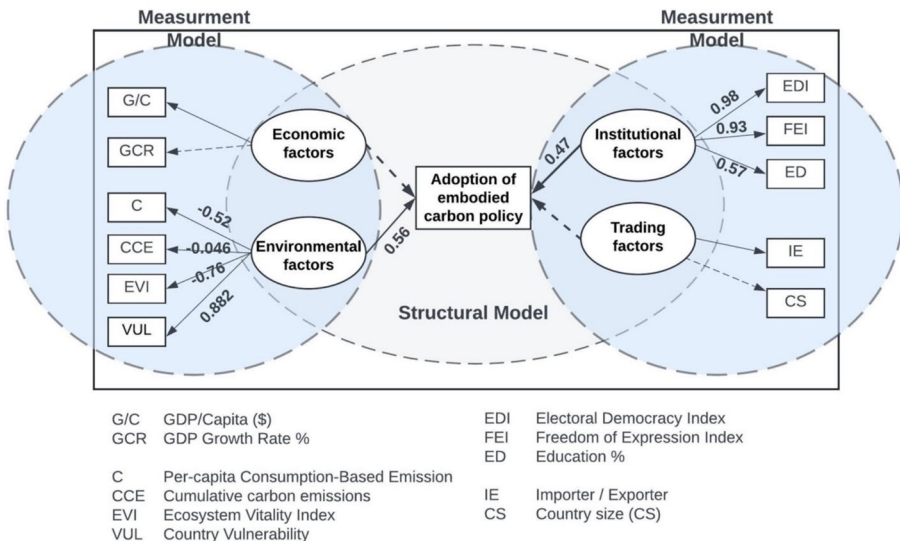 Measurment
Model
Measurment
Model
G/C
GCR
C
CCE
EVI
VUL
Economic
factors
Environmental
factors
-0.52
-0.046
-0.76
0.882
0.56
Adoption of
embodied
carbon policy
Structural Model
0.47
Institutional
factors
Trading
factors
0.98
0.93
0.57
EDI
FEI
ED
IE
CS
G/C GDP/Capita ($)
GCR GDP Growth Rate %
C Per-capita Consumption-Based Emission
CCE Cumulative carbon emissions
EVI Ecosystem Vitality Index
VUL Country Vulnerability
EDI Electoral Democracy Index
FEI Freedom of Expression Index
ED Education %
IE Importer / Exporter
CS Country size (CS)